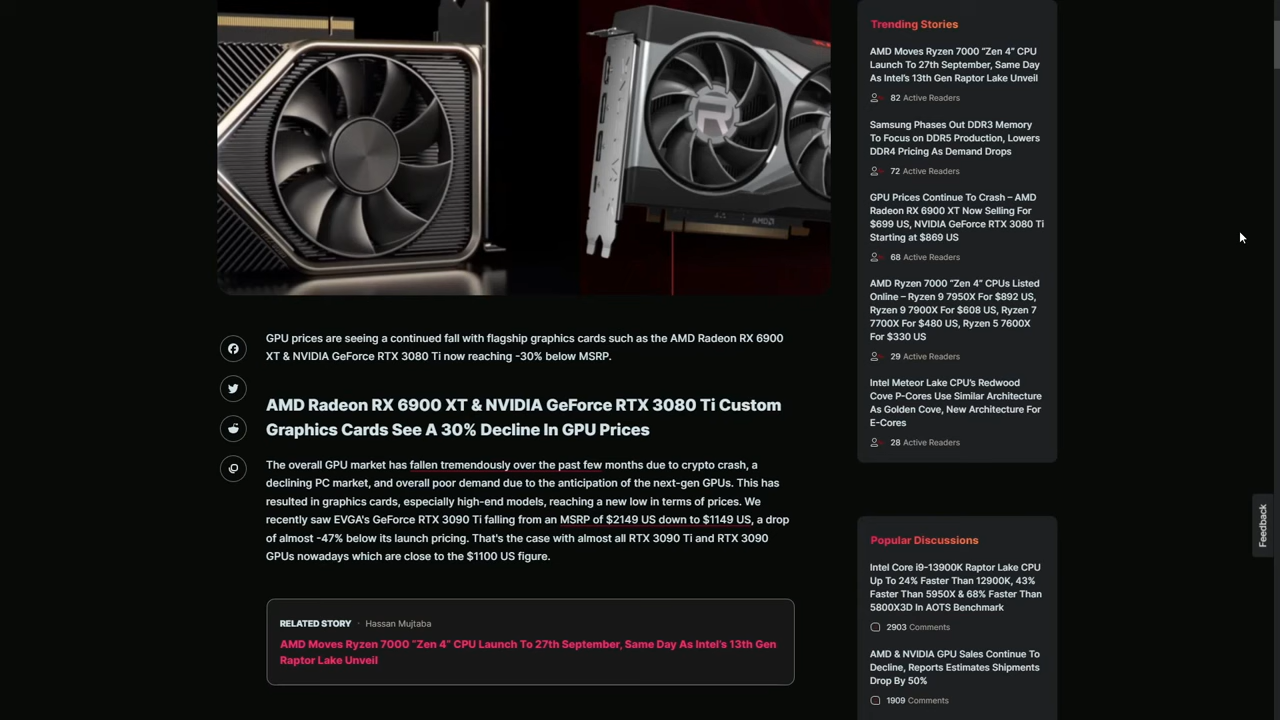 AMD
GPU prices are seeing a continued fall with flagship graphics cards such as the AMD Radeon RX 6900
XT & NVIDIA GeForce RTX 3080 Ti now reaching -30% below MSRP.
AMD Radeon RX 6900 XT & NVIDIA GeForce RTX 3080 Ti Custom
Graphics Cards See A 30% Decline In GPU Prices
The overall GPU market has fallen tremendously over the past few months due to crypto crash, a
declining PC market, and overall poor demand due to the anticipation of the next-gen GPUs. This has
resulted in graphics cards, especially high-end models, reaching a new low in terms of prices. We
recently saw EVGA's GeForce RTX 3090 Ti falling from an MSRP of $2149 US down to $1149 US, a drop
of almost -47% below its launch pricing. That's the case with almost all RTX 3090 Ti and RTX 3090
GPUs nowadays which are close to the $1100 US figure.
RELATED STORY · Hassan Mujtaba
AMD Moves Ryzen 7000 “Zen 4” CPU Launch To 27th September, Same Day As Intel’s 13th Gen
Raptor Lake Unveil
Trending Stories
AMD Moves Ryzen 7000 “Zen 4” CPU
Launch To 27th September, Same Day
As Intel’s 13th Gen Raptor Lake Unveil
82 Active Readers
Samsung Phases Out DDR3 Memory
To Focus on DDR5 Production, Lowers
DDR4 Pricing As Demand Drops
72 Active Readers
GPU Prices Continue To Crash – AMD
Radeon RX 6900 XT Now Selling For
$699 US, NVIDIA GeForce RTX 3080 Ti
Starting at $869 US
68 Active Readers
AMD Ryzen 7000 “Zen 4” CPUs Listed
Online – Ryzen 9 7950X For $892 US,
Ryzen 9 7900X For $608 US, Ryzen 7
7700X For $480 US, Ryzen 5 7600X
For $330 US
29 Active Readers
Intel Meteor Lake CPU’s Redwood
Cove P-Cores Use Similar Architecture
As Golden Cove, New Architecture For
E-Cores
28 Active Readers
Popular Discussions
Intel Core i9-13900K Raptor Lake CPU
Up To 24% Faster Than 12900K, 43%
Faster Than 5950X & 68% Faster Than
5800X3D In AOTS Benchmark
2903 Comments
AMD & NVIDIA GPU Sales Continue To
Decline, Reports Estimates Shipments
Drop By 50%
1909 Comments
Feedback